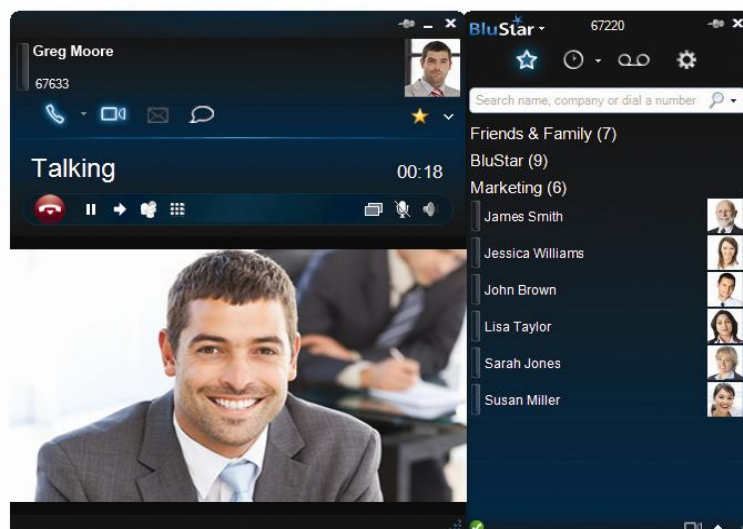 Greg Moore
67633
Talking
00:18
BluStar
67220
Search name, company or dial a number
Friends & Family (7)
BluStar (9)
Marketing (6)
James Smith
Jessica Williams
John Brown
Lisa Taylor
Sarah Jones
Susan Miller